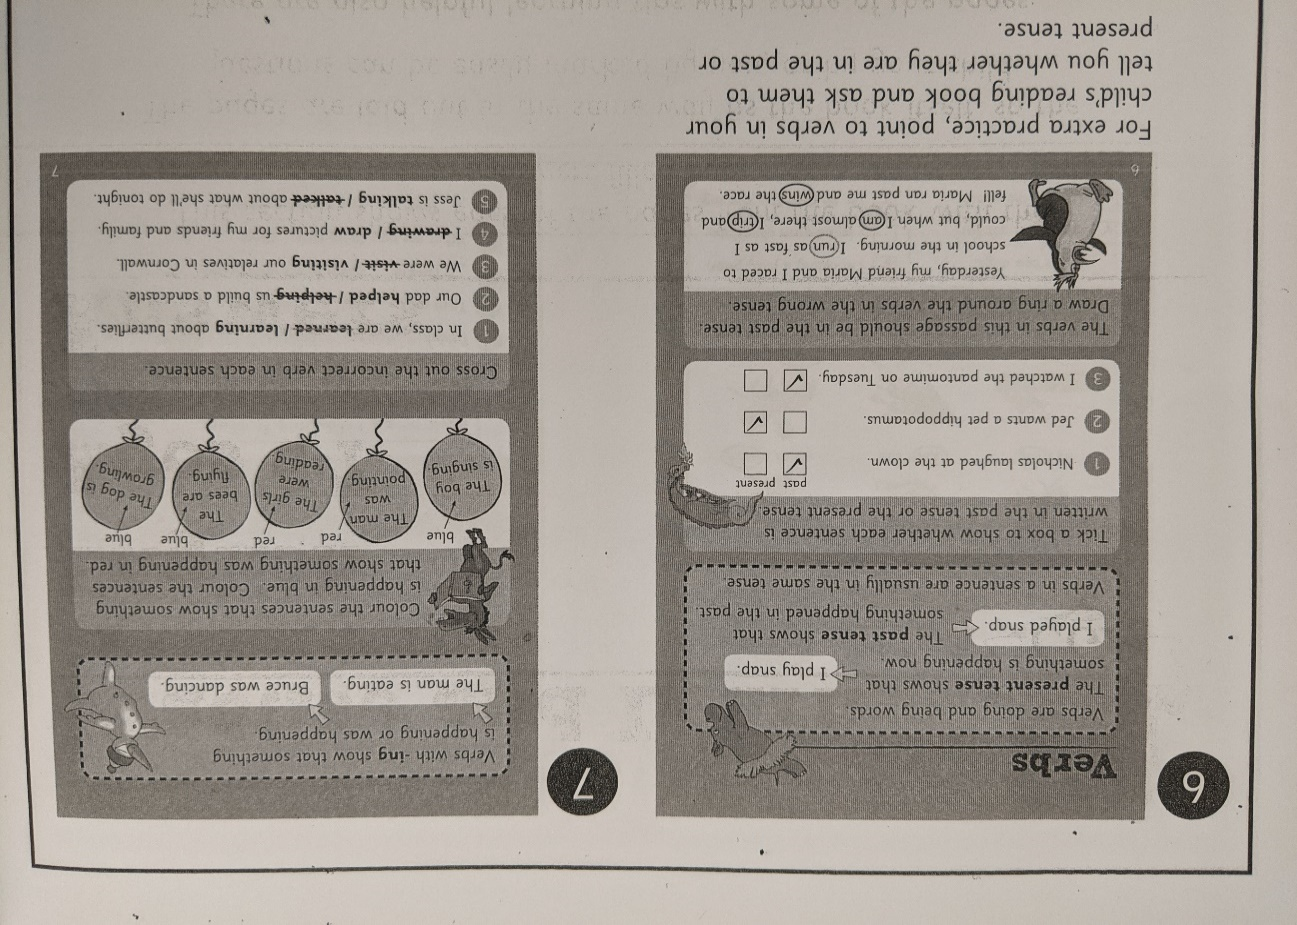 6
Verbs
Verbs are doing and being words.
The present tense shows that
something is happening now.
I play snap.
I played snap.
The past tense shows that
something happened in the past.
Verbs in a sentence are usually in the same tense.
Tick a box to show whether each sentence is
written in the past tense or the present tense.
past present
1 Nicholas laughed at the clown.
2 Jed wants a pet hippopotamus.
3 I watched the pantomime on Tuesday.
The verbs in this passage should be in the past tense.
Draw a ring around the verbs in the wrong tense.
Yesterday, my friend Maria and I raced to
school in the morning. I run as fast as I
could, but when I am almost there, I trip and
fell! Maria ran past me and wins the race.
6
For extra practice, point to verbs in your
child's reading book and ask them to
tell you whether they are in the past or
present tense.
7
Verbs with -ing show that something
is happening or was happening.
The man is eating.
Bruce was dancing.
Colour the sentences that show something
is happening in blue. Colour the sentences
that show something was happening in red.
blue
red
red
blue
blue
The boy
is singing.
The man
was
pointing.
The girls
were
reading.
The
bees are
flying.
The dog is
growling.
Cross out the incorrect verb in each sentence.
1 In class, we are learned / learning about butterflies.
2 Our dad helped / helping us build a sandcastle.
3 We were visit / visiting our relatives in Cornwall.
4 I drawing / draw pictures for my friends and family.
5 Jess is talking / talked about what she'll do tonight.
7